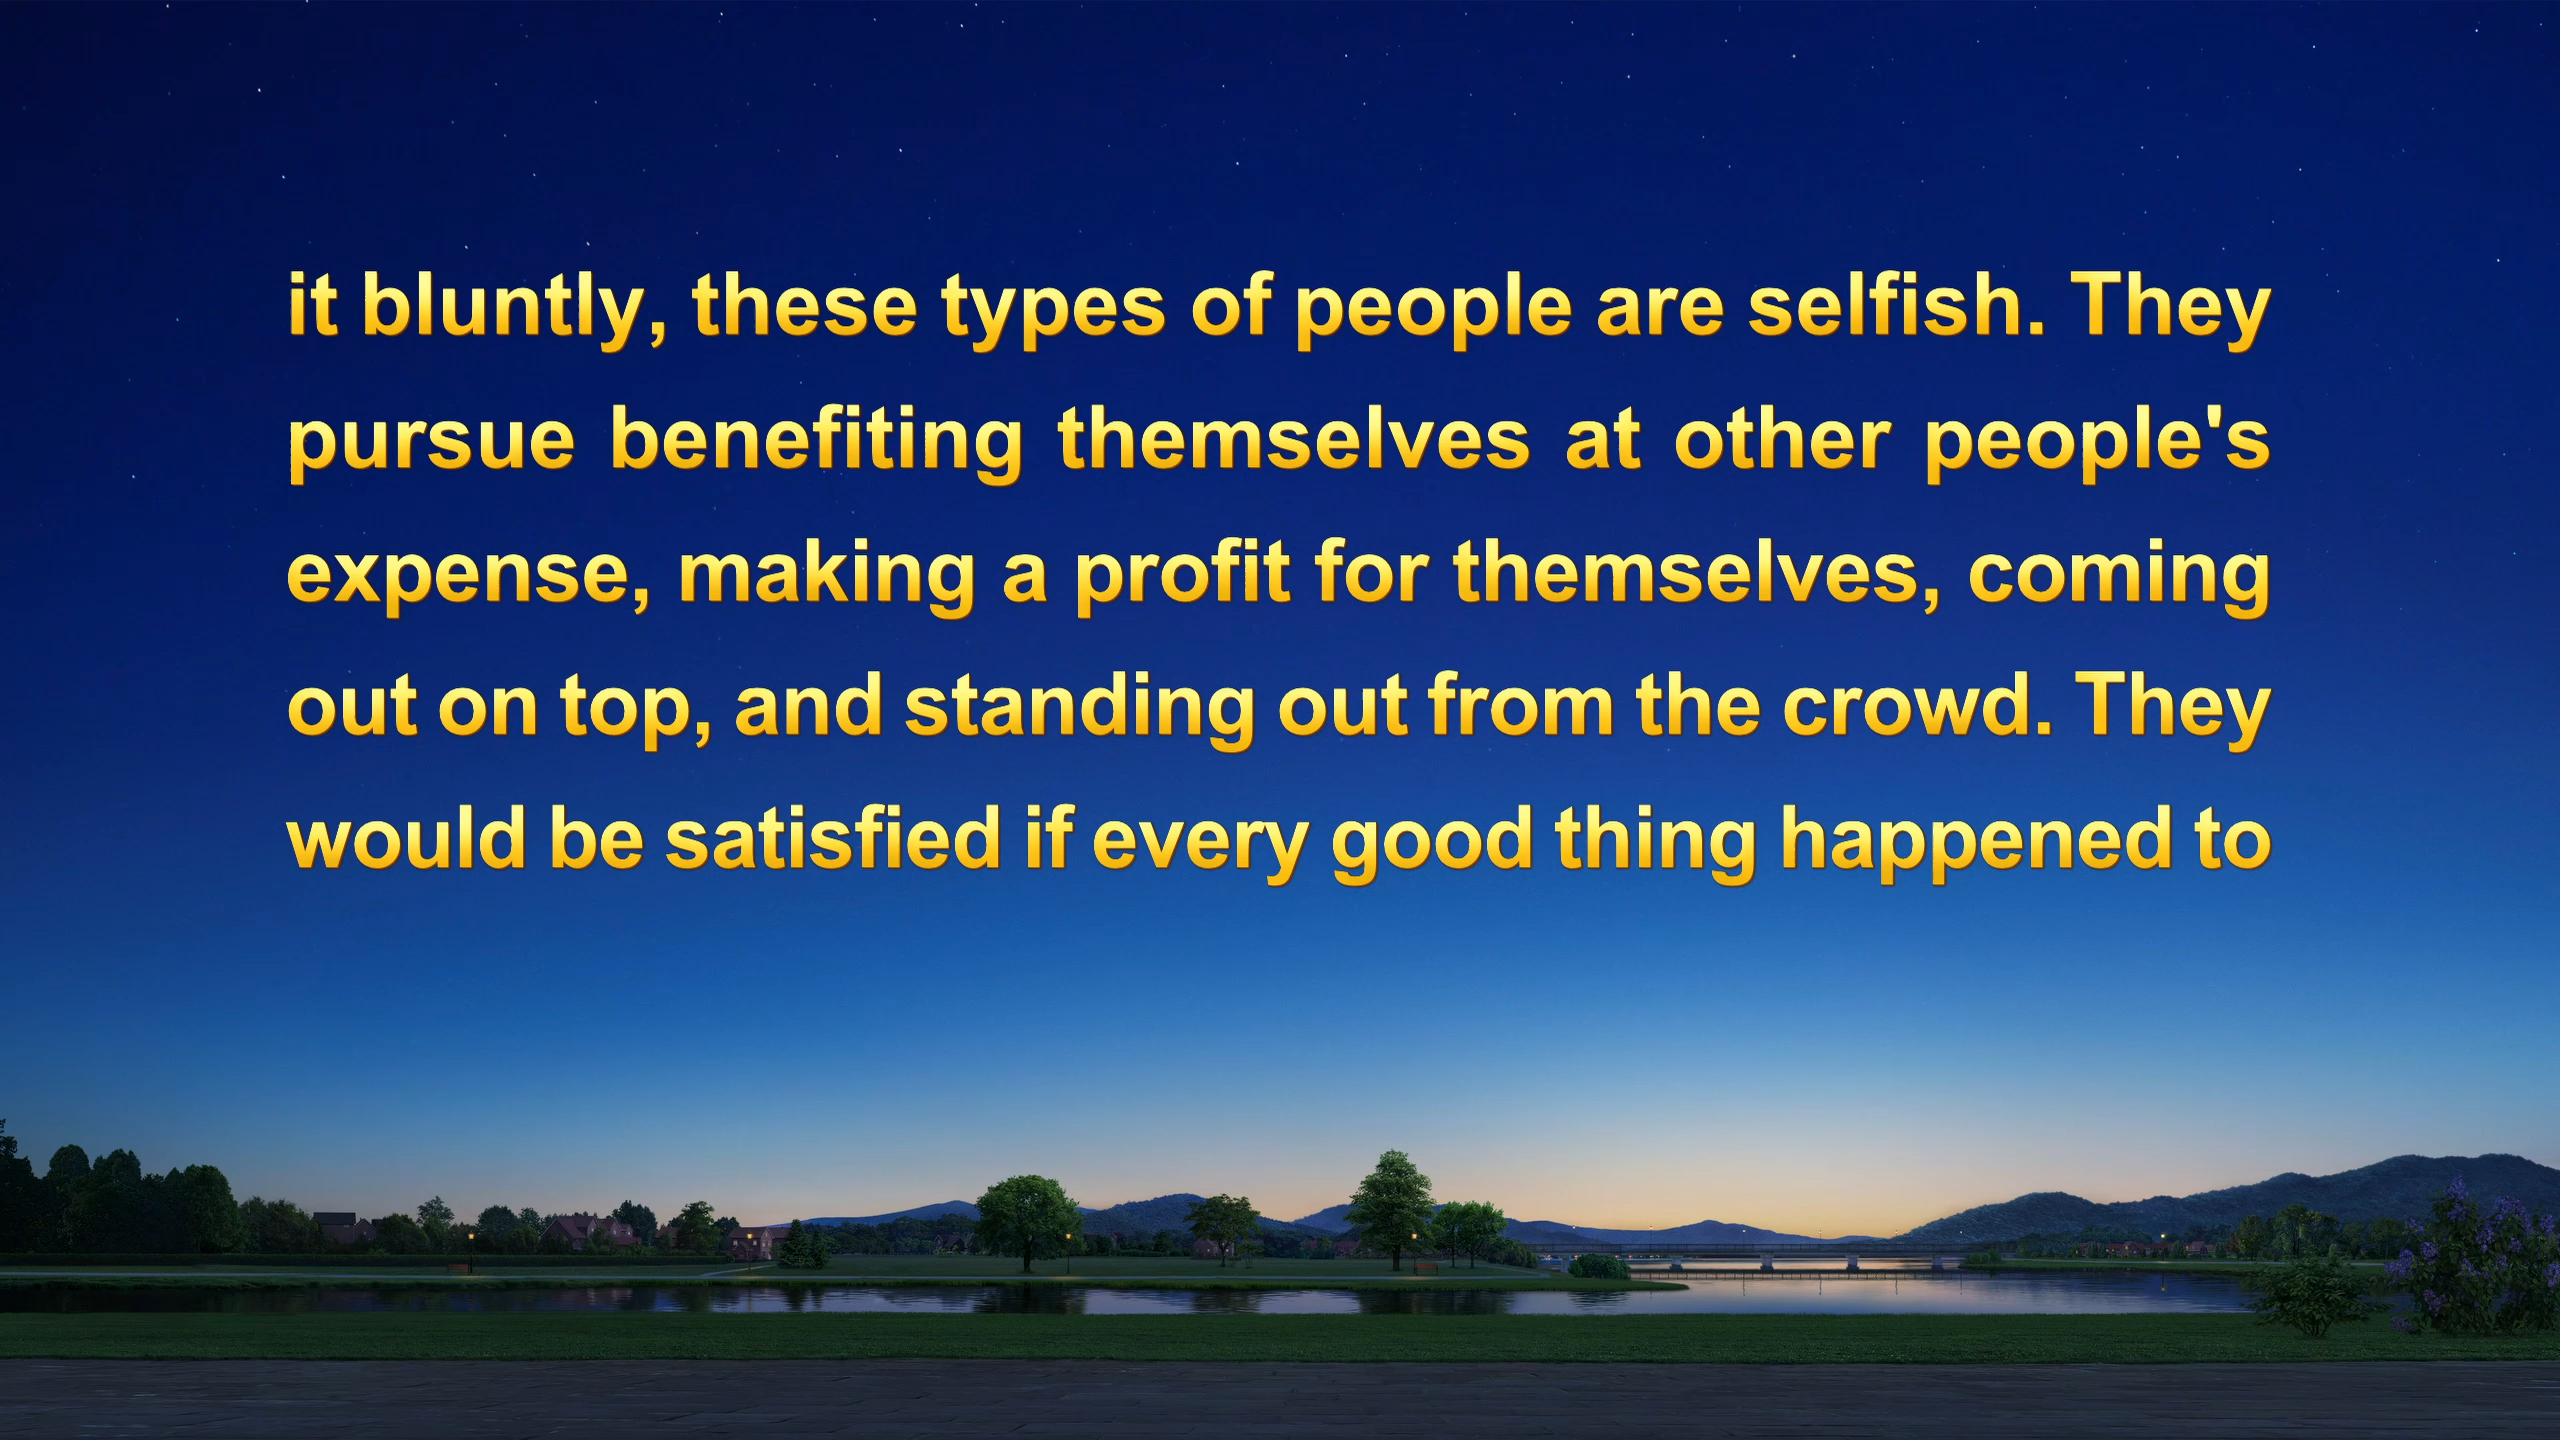 it bluntly, these types of people are selfish. They
pursue benefiting themselves at other people's
expense, making a profit for themselves, coming
out on top, and standing out from the crowd. They
would be satisfied if every good thing happened to